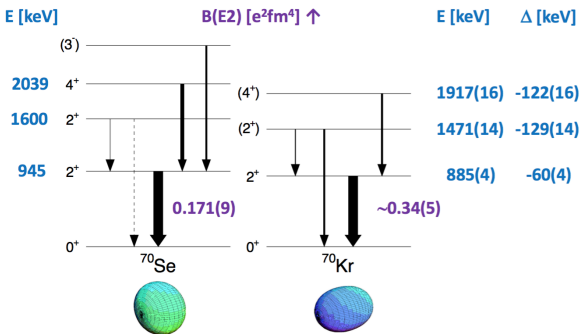 E [keV] B(E2) [e²fm⁴] ↑ E [keV] Δ [keV]
(3⁻)
2039 4⁺ (4⁺) 1917(16) -122(16)
1600 2⁺ (2⁺) 1471(14) -129(14)
945 2⁺ 2⁺ 885(4) -60(4)
0.171(9) ~0.34(5)
0⁺ 0⁺
⁷⁰Se ⁷⁰Kr